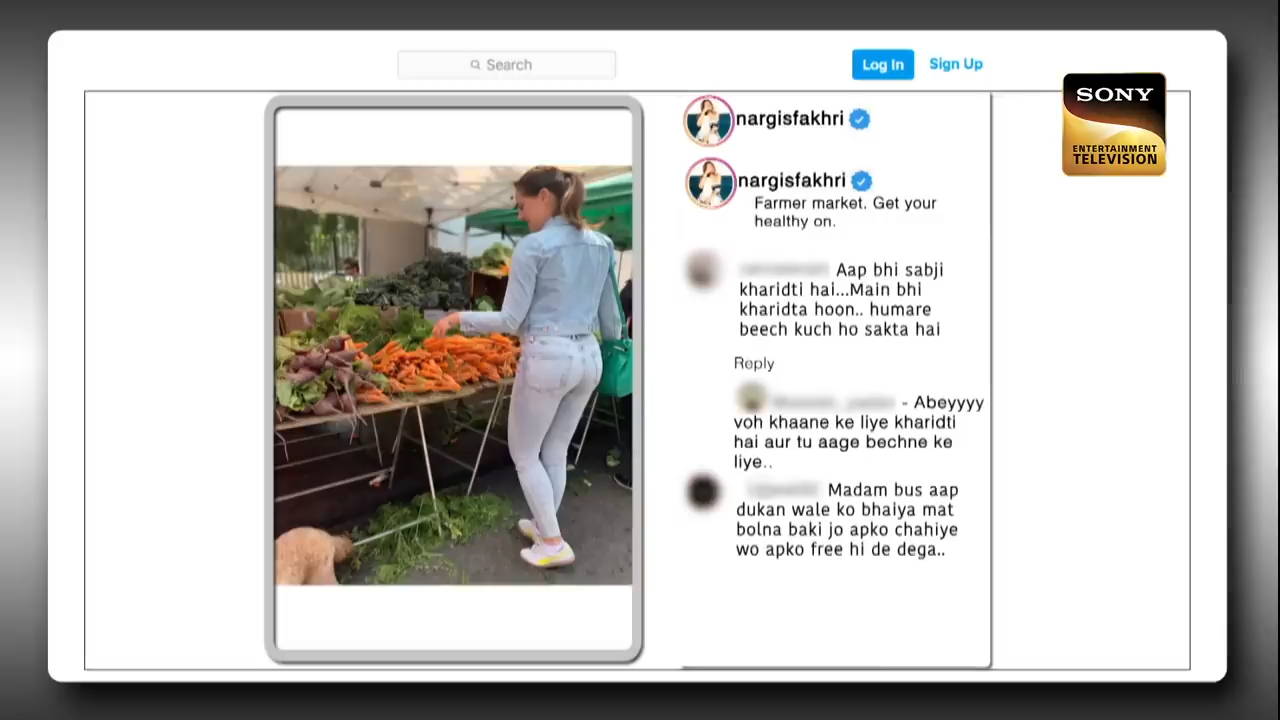 Search
Log In
Sign Up
SONY
ENTERTAINMENT
TELEVISION
nargisfakhri
nargisfakhri
Farmer market. Get your
healthy on.
Aap bhi sabji
kharidti hai...Main bhi
kharidta hoon.. humare
beech kuch ho sakta hai
Reply
- Abeyyyy
voh khaane ke liye kharidti
hai aur tu aage bechne ke
liye..
Madam bus aap
dukan wale ko bhaiya mat
bolna baki jo apko chahiye
wo apko free hi de dega..